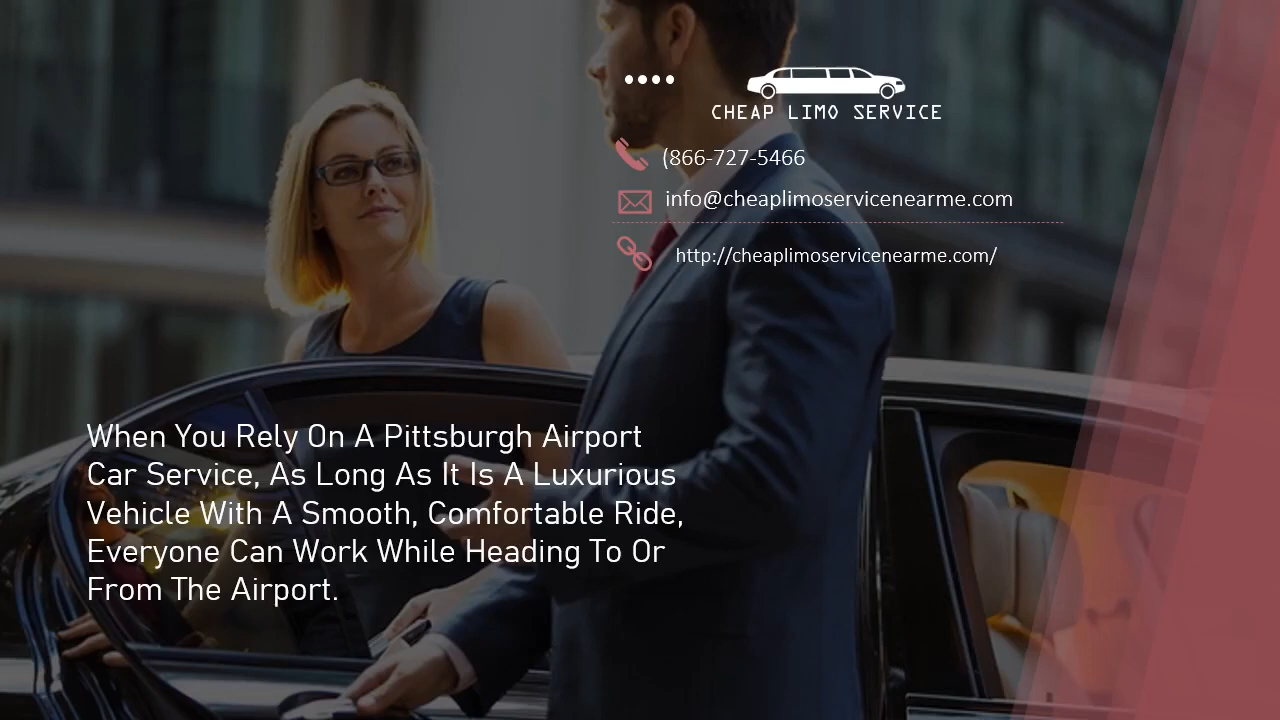 CHEAP LIMO SERVICE
(866-727-5466
info@cheaplimoservicenearme.com
http://cheaplimoservicenearme.com/
When You Rely On A Pittsburgh Airport
Car Service, As Long As It Is A Luxurious
Vehicle With A Smooth, Comfortable Ride,
Everyone Can Work While Heading To Or
From The Airport.